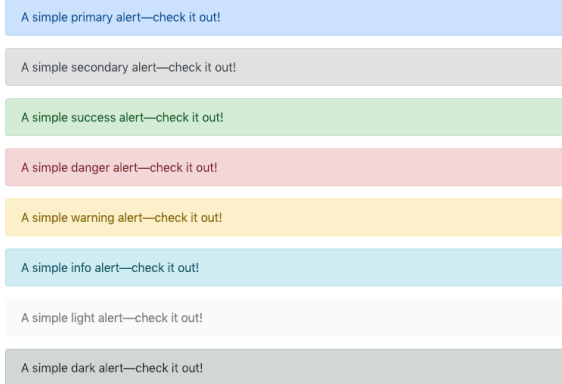 A simple primary alert—check it out!
A simple secondary alert—check it out!
A simple success alert—check it out!
A simple danger alert—check it out!
A simple warning alert—check it out!
A simple info alert—check it out!
A simple light alert—check it out!
A simple dark alert—check it out!